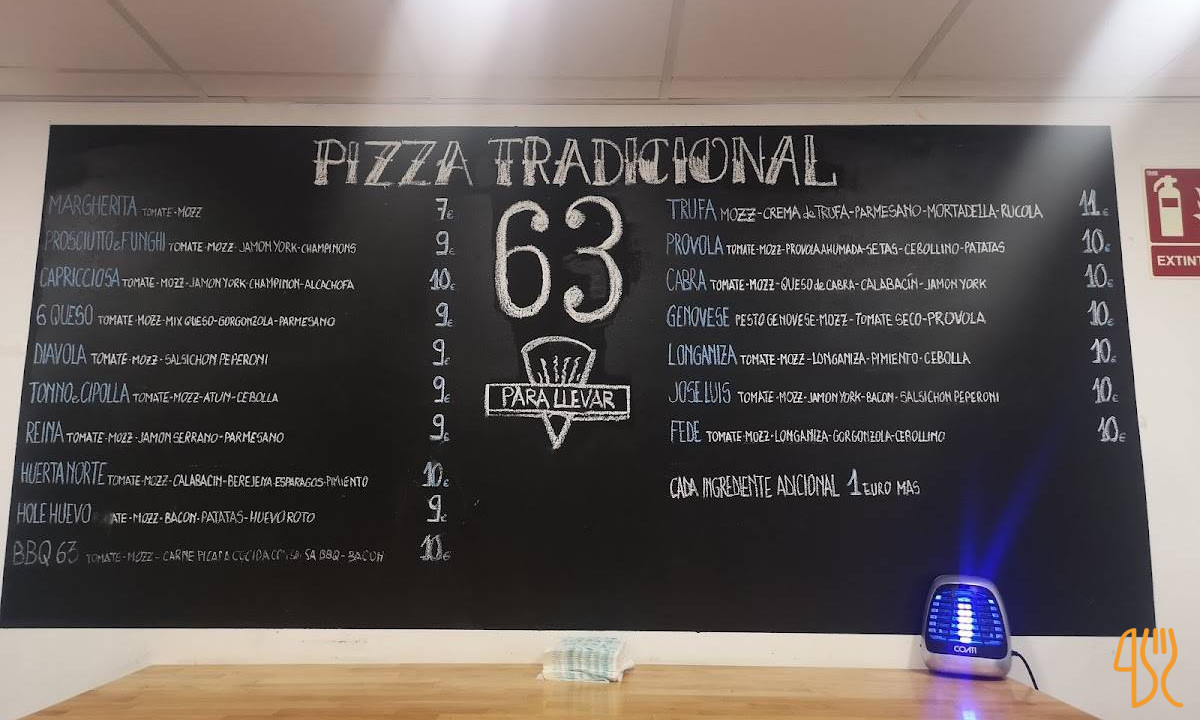 PIZZA TRADICIONAL
63
PARA LLEVAR
MARGHERITA TOMATE-MOZZ 7€
PROSCIUTTO e FUNGHI TOMATE-MOZZ-JAMON YORK-CHAMPINONS 9€
CAPRICCIOSA TOMATE-MOZZ-JAMON YORK-CHAMPINON-ALCACHOFA 10€
6 QUESO TOMATE-MOZZ-MIX QUESO-GORGONZOLA-PARMESANO 9€
DIAVOLA TOMATE-MOZZ-SALSICHON PEPERONI 9€
TONNO e CIPOLLA TOMATE-MOZZ-ATUN-CEBOLLA 9€
REINA TOMATE-MOZZ-JAMON SERRANO-PARMESANO 9€
HUERTA NORTE TOMATE-MOZZ-CALABACIN-BEREJENA ESPARAGOS-PIMIENTO 10€
HOLE HUEVO ATE-MOZZ-BACON-PATATAS-HUEVO ROTO 9€
BBQ 63 TOMATE-MOZZ-CARNE PICADA COCIDA SA BBQ-BACON 10€
TRUFA MOZZ-CREMA de TRUFA-PARMESANO-MORTADELLA-RUCOLA 11€
PROVOLA TOMATE-MOZZ-PROVOLA AHUMADA-SETAS-CEBOLLINO-PATATAS 10€
CABRA TOMATE-MOZZ-QUESO de CABRA-CALABACÍN-JAMON YORK 10€
GENOVESE PESTO GENOVESE-MOZZ-TOMATE SECO-PROVOLA 10€
LONGANIZA TOMATE-MOZZ-LONGANIZA-PIMIENTO-CEBOLLA 10€
JOSE LUIS TOMATE-MOZZ-JAMON YORK-BACON-SALSICHON PEPERONI 10€
FEDE TOMATE-MOZZ-LONGANIZA-GORGONZOLA-CEBOLLINO 10€
CADA INGREDIENTE ADICIONAL 1 EURO MAS
EXTINT
COATI